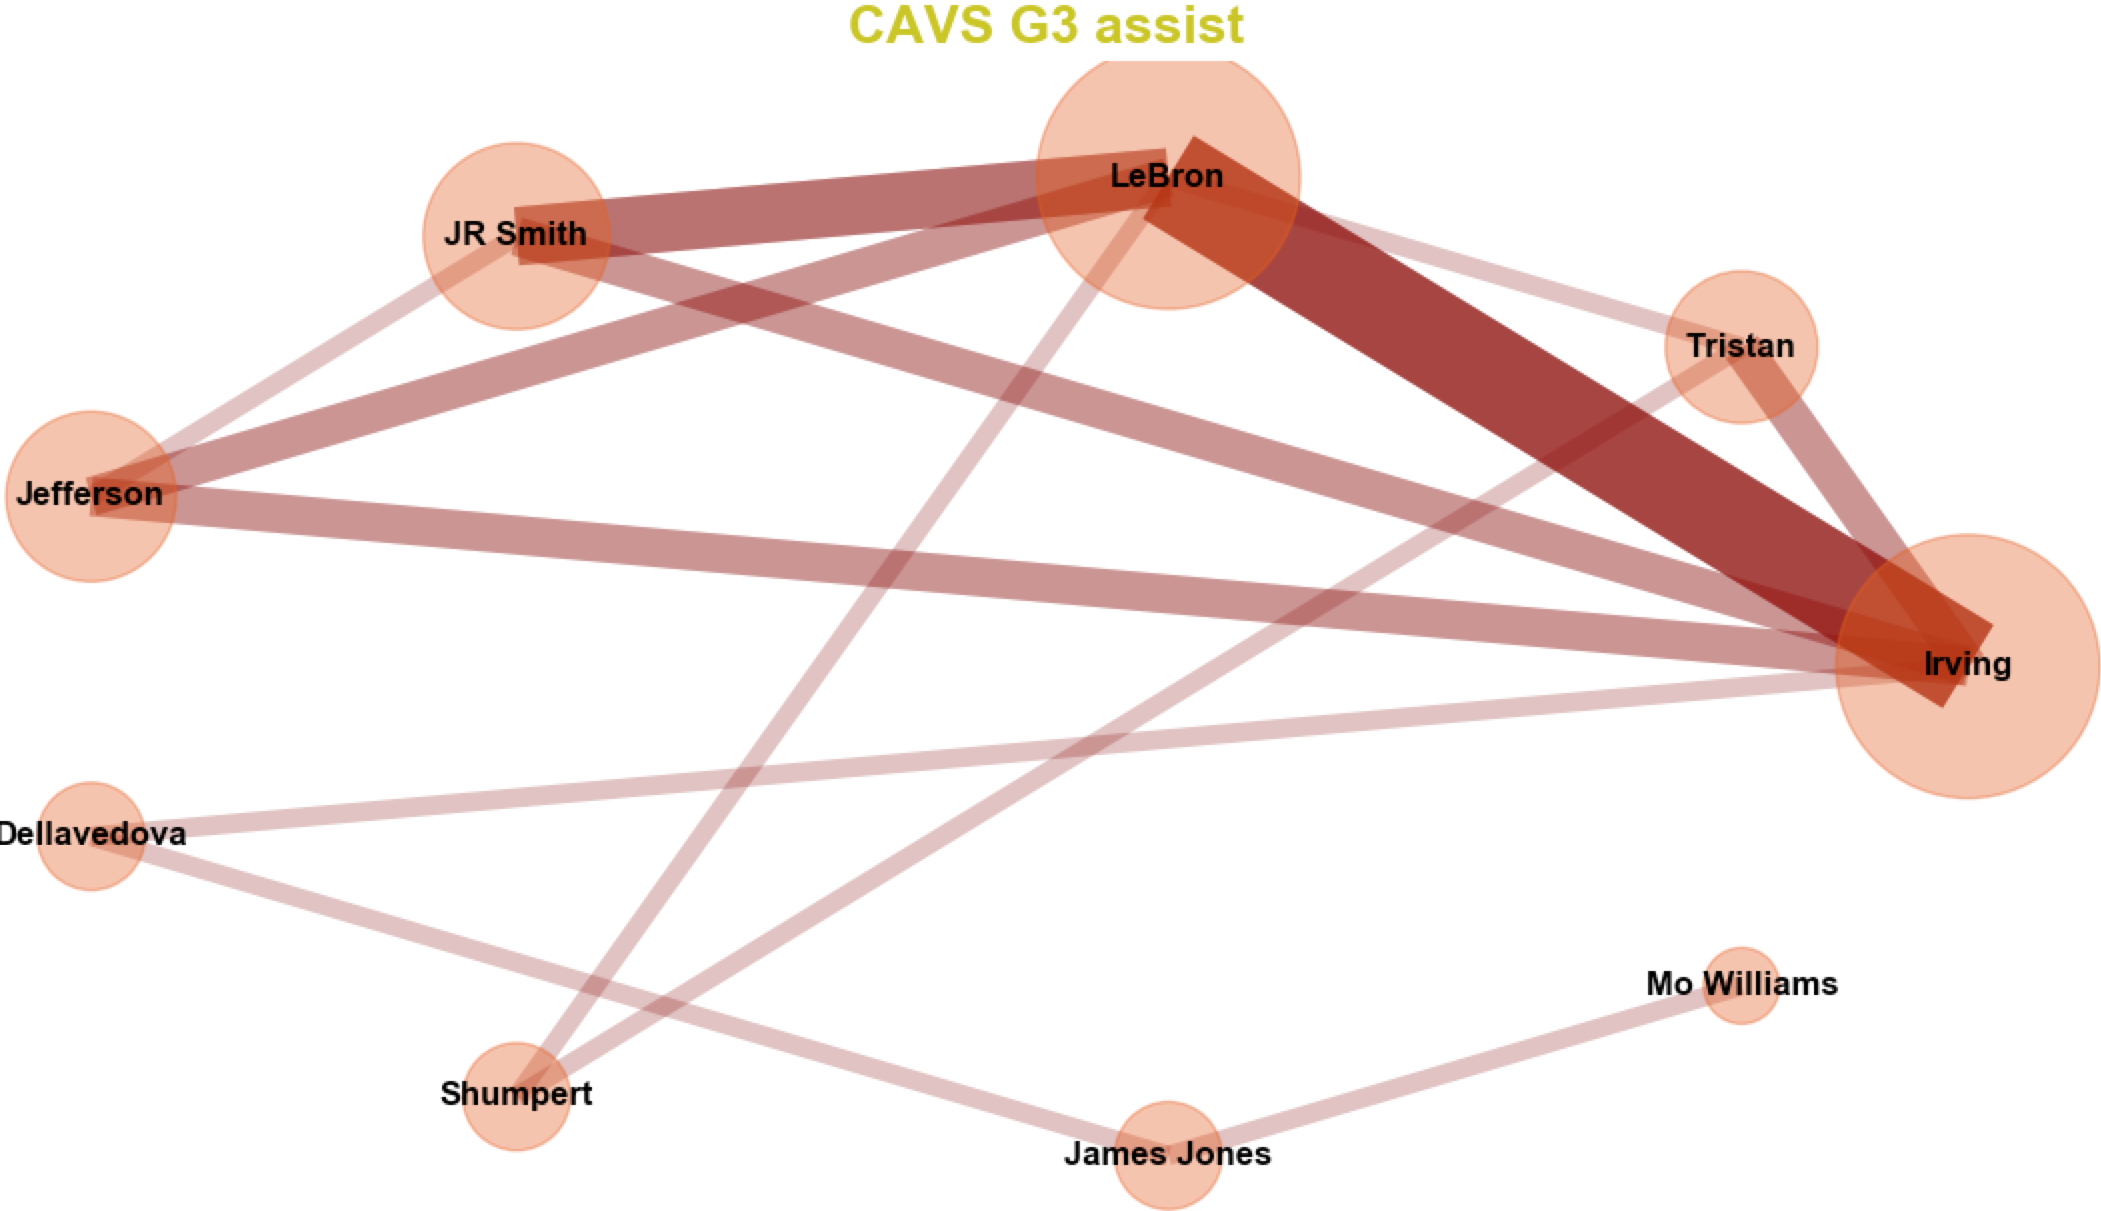 CAVS G3 assist
LeBron
JR Smith
Tristan
Jefferson
Irving
Dellavedova
Mo Williams
Shumpert
James Jones